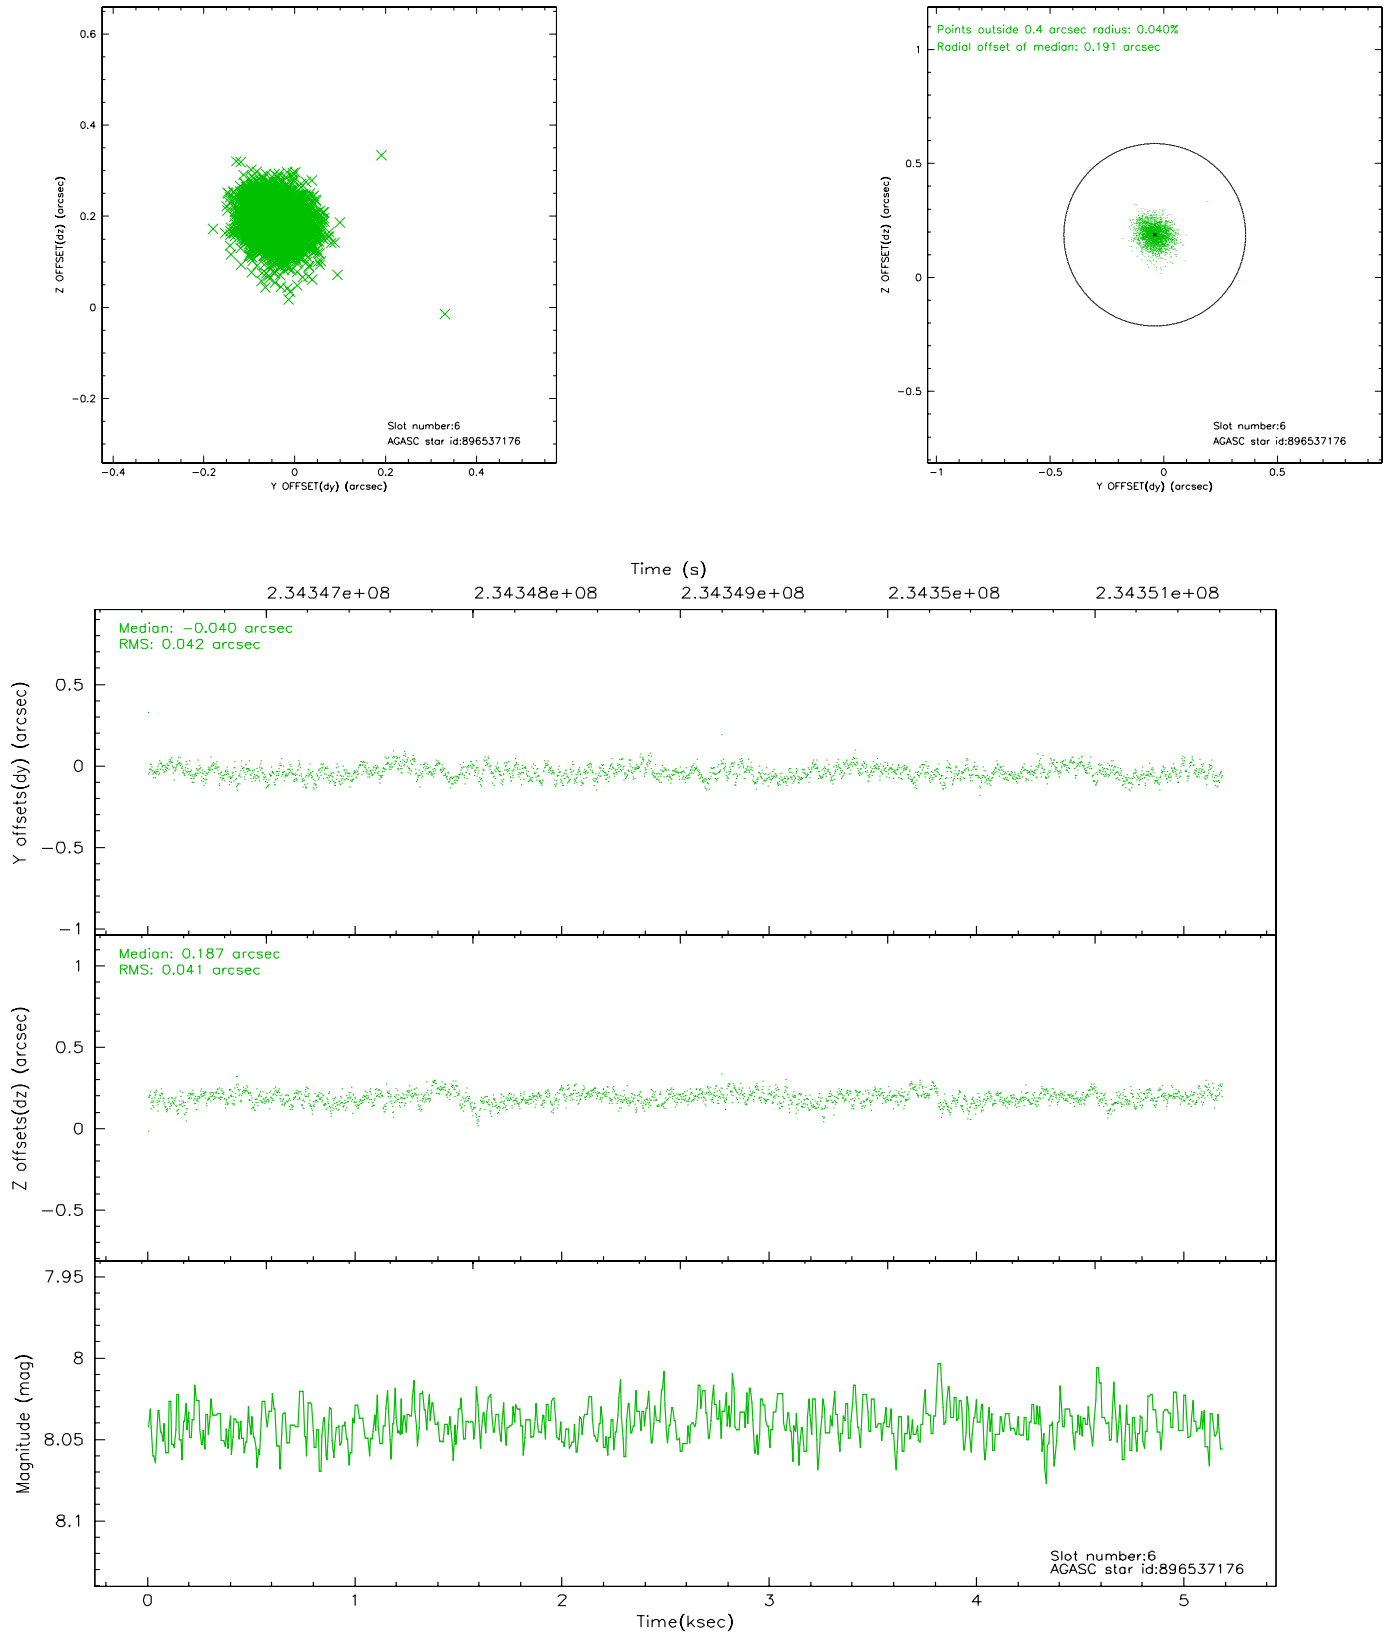 0.6
0.4
0.2
0
−0.2
−0.4
−0.2
0
0.2
0.4
Z OFFSET(dz) (arcsec)
Y OFFSET(dy) (arcsec)
Slot number:6
AGASC star id:896537176
Points outside 0.4 arcsec radius: 0.040%
Radial offset of median: 0.191 arcsec
1
0.5
0
−0.5
−1
−0.5
0
0.5
Z OFFSET(dz) (arcsec)
Y OFFSET(dy) (arcsec)
Slot number:6
AGASC star id:896537176
Time (s)
2.34347e+08 2.34348e+08 2.34349e+08 2.3435e+08 2.34351e+08
Median: −0.040 arcsec
RMS: 0.042 arcsec
0.5
0
−0.5
−1
Y offsets(dy) (arcsec)
Median: 0.187 arcsec
RMS: 0.041 arcsec
1
0.5
0
−0.5
Z offsets(dz) (arcsec)
7.95
8
8.05
8.1
Magnitude (mag)
Slot number:6
AGASC star id:896537176
0 1 2 3 4 5
Time(ksec)